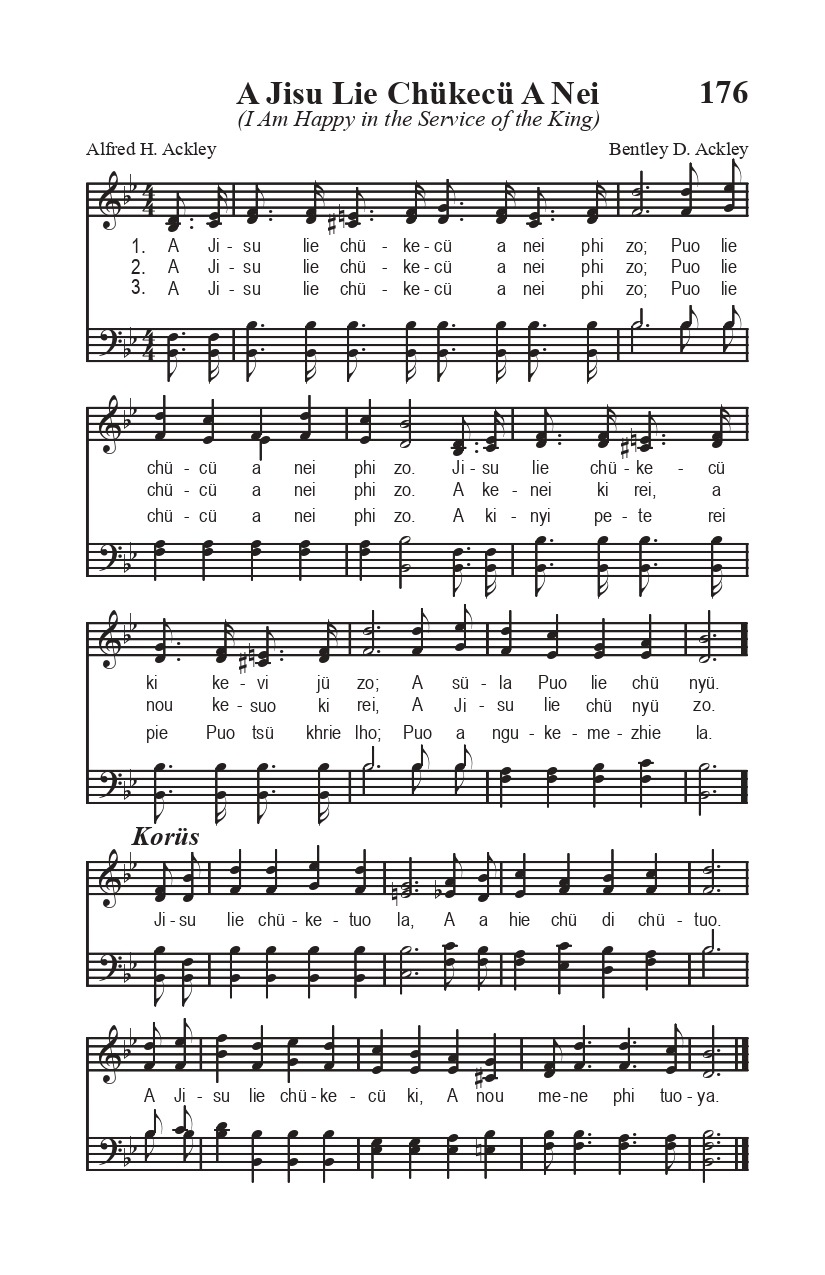 A Jisu Lie Chükecü A Nei 176
(I Am Happy in the Service of the King)
Alfred H. Ackley Bentley D. Ackley
1. A Ji - su lie chü - ke - cü a nei phi zo; Puo lie
2. A Ji - su lie chü - ke - cü a nei phi zo; Puo lie
3. A Ji - su lie chü - ke - cü a nei phi zo; Puo lie
chü - cü a nei phi zo. Ji - su lie chü - ke - cü
chü - cü a nei phi zo. A ke - nei ki rei, a
chü - cü a nei phi zo. A ki - nyi pe - te rei
ki ke - vi jü zo; A sü - la Puo lie chü nyü.
nou ke - suo ki rei, A Ji - su lie chü nyü zo.
pie Puo tsü khrie lho; Puo a ngu - ke - me - zhie la.
Korüs
Ji - su lie chü - ke - tuo la, A a hie chü di chü - tuo.
A Ji - su lie chü - ke - cü ki, A nou me - ne phi tuo - ya.